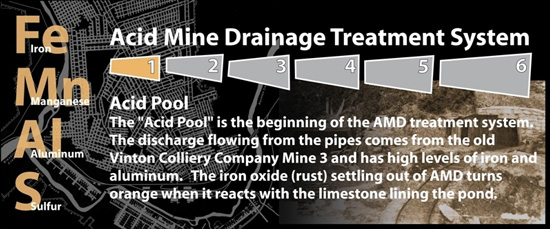 Fe
Iron
Mn
Manganese
Al
Aluminum
S
Sulfur
Acid Mine Drainage Treatment System
1 2 3 4 5 6
Acid Pool
The "Acid Pool" is the beginning of the AMD treatment system.
The discharge flowing from the pipes comes from the old
Vinton Colliery Company Mine 3 and has high levels of iron and
aluminum. The iron oxide (rust) settling out of AMD turns
orange when it reacts with the limestone lining the pond.